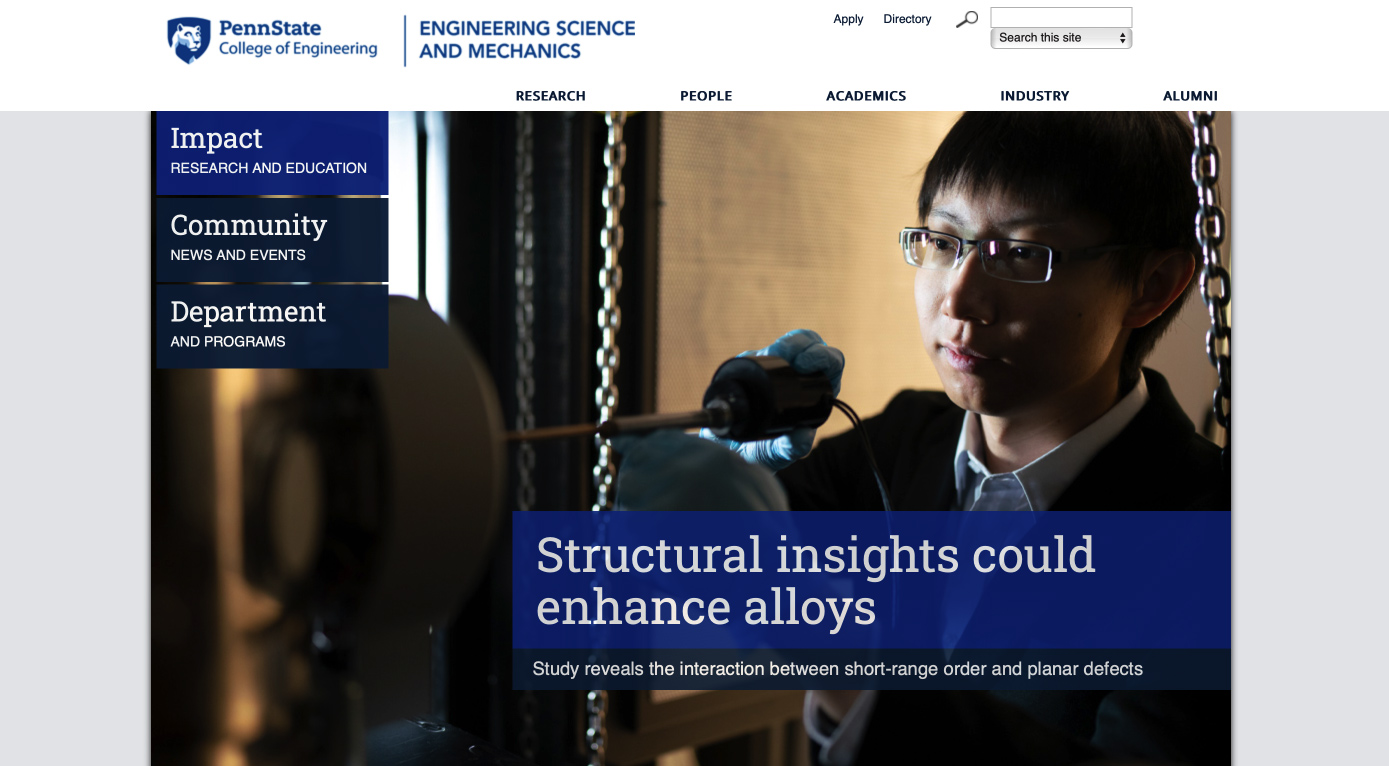 PennState
College of Engineering
ENGINEERING SCIENCE
AND MECHANICS
Apply
Directory
Search this site
RESEARCH
PEOPLE
ACADEMICS
INDUSTRY
ALUMNI
Impact
RESEARCH AND EDUCATION
Community
NEWS AND EVENTS
Department
AND PROGRAMS
Structural insights could
enhance alloys
Study reveals the interaction between short-range order and planar defects